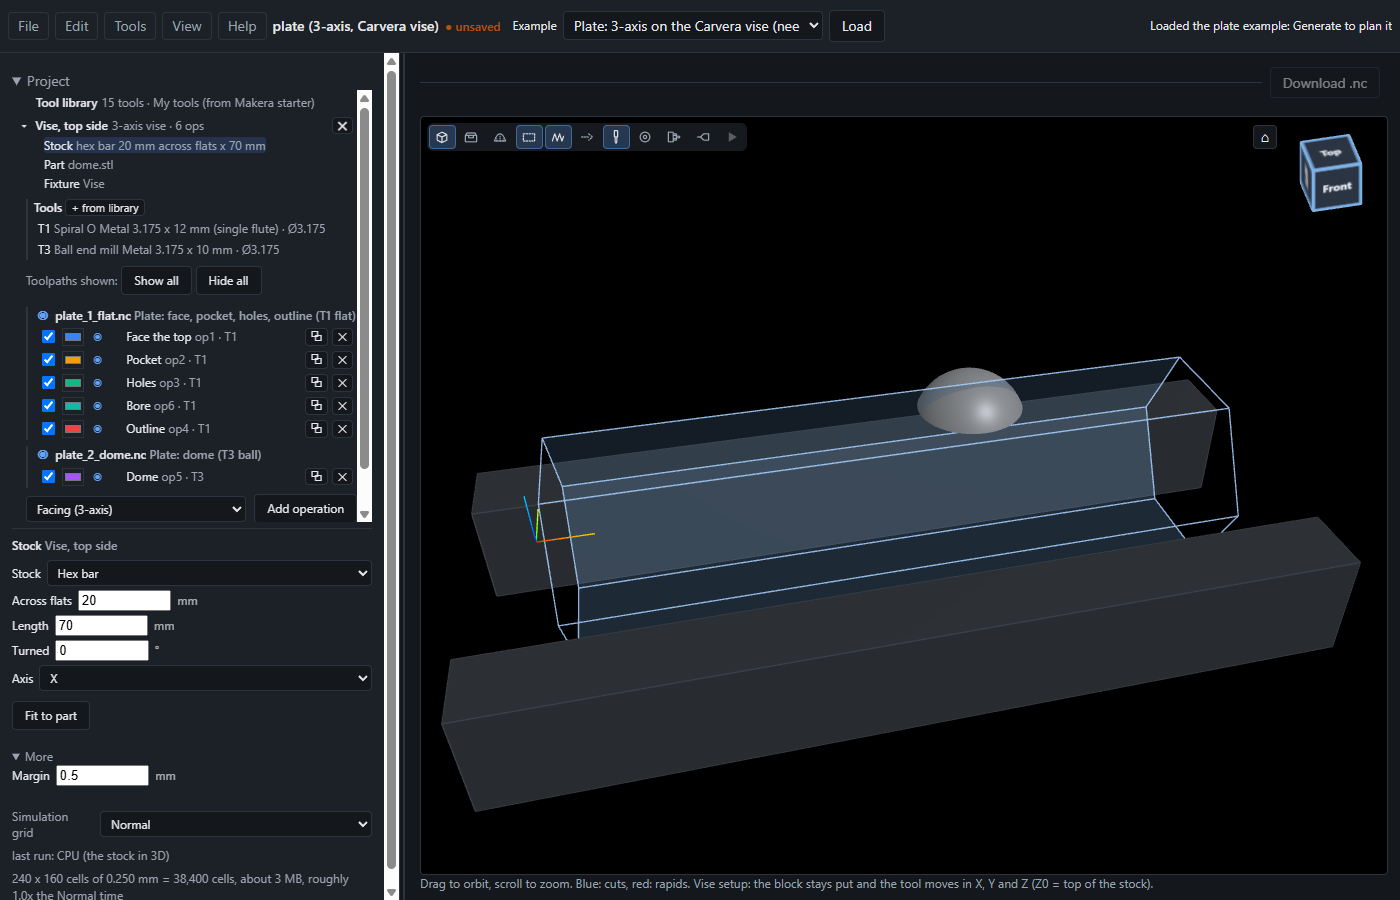 File Edit Tools View Help plate (3-axis, Carvera vise) • unsaved Example Plate: 3-axis on the Carvera vise (nee Load Loaded the plate example: Generate to plan it
Project
Tool library 15 tools · My tools (from Makera starter)
Vise, top side 3-axis vise · 6 ops
Stock hex bar 20 mm across flats x 70 mm
Part dome.stl
Fixture Vise
Tools + from library
T1 Spiral O Metal 3.175 x 12 mm (single flute) · Ø3.175
T3 Ball end mill Metal 3.175 x 10 mm · Ø3.175
Toolpaths shown: Show all Hide all
plate_1_flat.nc Plate: face, pocket, holes, outline (T1 flat)
Face the top op1 · T1
Pocket op2 · T1
Holes op3 · T1
Bore op6 · T1
Outline op4 · T1
plate_2_dome.nc Plate: dome (T3 ball)
Dome op5 · T3
Facing (3-axis) Add operation
Stock Vise, top side
Stock Hex bar
Across flats 20 mm
Length 70 mm
Turned 0 °
Axis X
Fit to part
More
Margin 0.5 mm
Simulation grid Normal
last run: CPU (the stock in 3D)
240 x 160 cells of 0.250 mm = 38,400 cells, about 3 MB, roughly
1.0x the Normal time
Download .nc
Top
Front
Drag to orbit, scroll to zoom. Blue: cuts, red: rapids. Vise setup: the block stays put and the tool moves in X, Y and Z (Z0 = top of the stock).